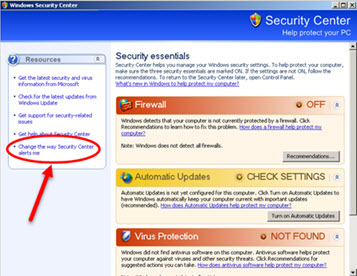 Windows Security Center
Security Center
Help protect your PC
Resources
Get the latest security and virus
information from Microsoft
Check for the latest updates from
Windows Update
Get support for security-related
issues
Get help about Security Center
Change the way Security Center
alerts me
Security essentials
Security Center helps you manage your Windows security settings. To help protect your computer,
make sure the three security essentials are marked ON. If the settings are not ON, follow the
recommendations. To return to the Security Center later, open Control Panel.
What's new in Windows to help protect my computer?
Firewall OFF
Windows detects that your computer is not currently protected by a firewall. Click
Recommendations to learn how to fix this problem. How does a firewall help protect my
computer?
Note: Windows does not detect all firewalls.
Recommendations...
Automatic Updates CHECK SETTINGS
Automatic Updates is not yet configured for this computer. Click Turn on Automatic Updates to
have Windows automatically keep your computer current with important updates
(recommended). How does Automatic Updates help protect my computer?
Turn on Automatic Updates
Virus Protection NOT FOUND
Windows did not find antivirus software on this computer. Antivirus software helps protect
your computer against viruses and other security threats. Click Recommendations for
suggested actions you can take. How does antivirus software help protect my computer?